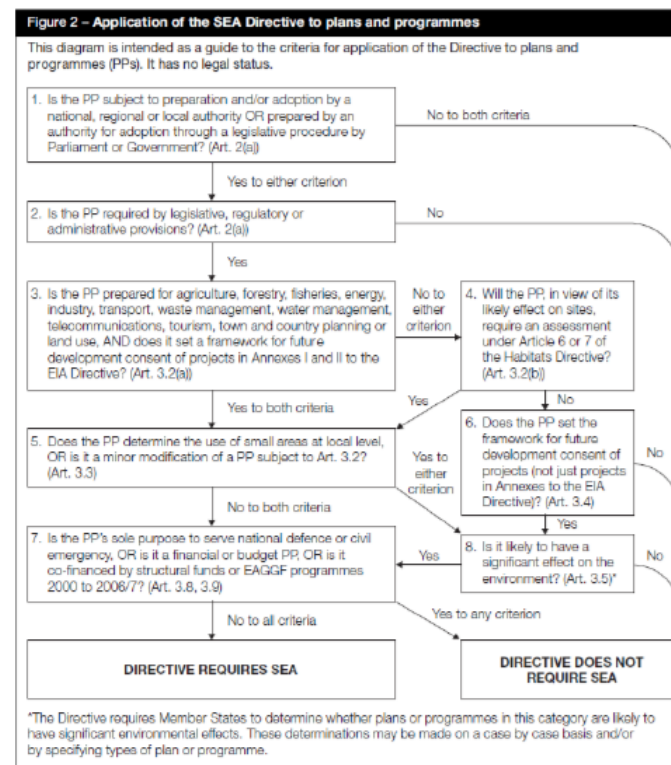 Figure 2 – Application of the SEA Directive to plans and programmes
This diagram is intended as a guide to the criteria for application of the Directive to plans and
programmes (PPs). It has no legal status.
1. Is the PP subject to preparation and/or adoption by a
national, regional or local authority OR prepared by an
authority for adoption through a legislative procedure by
Parliament or Government? (Art. 2(a))
No to both criteria
Yes to either criterion
2. Is the PP required by legislative, regulatory or
administrative provisions? (Art. 2(a))
No
Yes
3. Is the PP prepared for agriculture, forestry, fisheries, energy,
industry, transport, waste management, water management,
telecommunications, tourism, town and country planning or
land use, AND does it set a framework for future
development consent of projects in Annexes I and II to the
EIA Directive? (Art. 3.2(a))
No to
either
criterion
4. Will the PP, in view of its
likely effect on sites,
require an assessment
under Article 6 or 7 of
the Habitats Directive?
(Art. 3.2(b))
Yes
No
Yes to both criteria
5. Does the PP determine the use of small areas at local level,
OR is it a minor modification of a PP subject to Art. 3.2?
(Art. 3.3)
Yes to
either
criterion
6. Does the PP set the
framework for future
development consent of
projects (not just projects
in Annexes to the EIA
Directive)? (Art. 3.4)
No
No to both criteria
Yes
7. Is the PP's sole purpose to serve national defence or civil
emergency, OR is it a financial or budget PP, OR is it
co-financed by structural funds or EAGGF programmes
2000 to 2006/7? (Art. 3.8, 3.9)
Yes
8. Is it likely to have a
significant effect on the
environment? (Art. 3.5)*
No
No to all criteria
Yes to any criterion
DIRECTIVE REQUIRES SEA
DIRECTIVE DOES NOT
REQUIRE SEA
*The Directive requires Member States to determine whether plans or programmes in this category are likely to
have significant environmental effects. These determinations may be made on a case by case basis and/or
by specifying types of plan or programme.